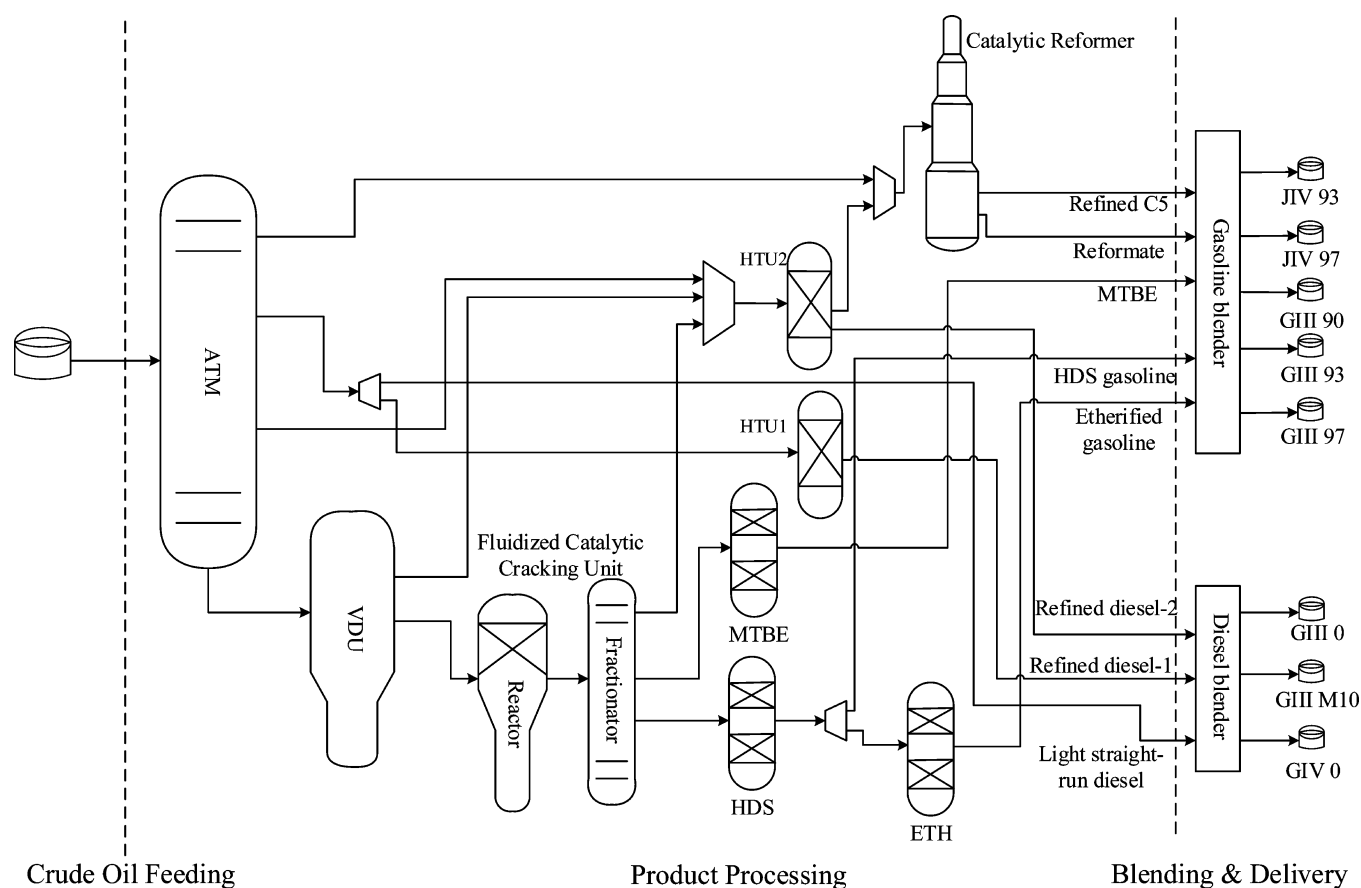 Catalytic Reformer
JIV 93
Refined C5
Gasoline blender
Reformate
JIV 97
HTU2
MTBE
GIII 90
ATM
HDS gasoline
GIII 93
HTU1
Etherified
gasoline
GIII 97
Fluidized Catalytic
Cracking Unit
VDU
Reactor
Fractionator
MTBE
HDS
ETH
Refined diesel-2
Refined diesel-1
Light straight-
run diesel
Diesel blender
GIII 0
GIII M10
GIV 0
Crude Oil Feeding
Product Processing
Blending & Delivery